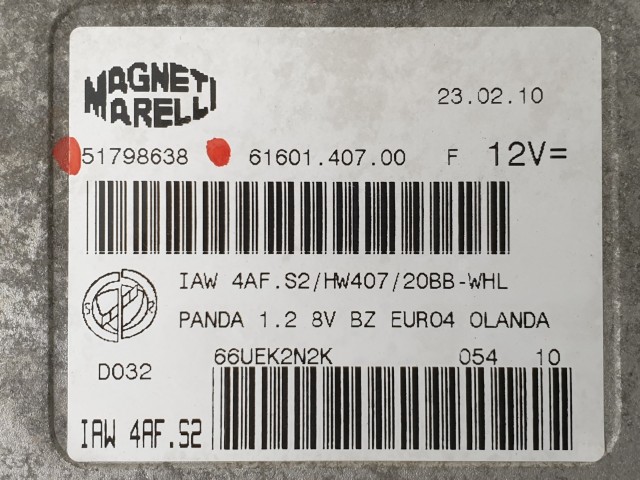 MAGNETI
MARELLI
23.02.10
51798638 61601.407.00 F 12V=
IAW 4AF.S2/HW407/20BB-WHL
PANDA 1.2 8V BZ EURO4 OLANDA
66UEK2N2K 054 10
D032
IAW 4AF.S2